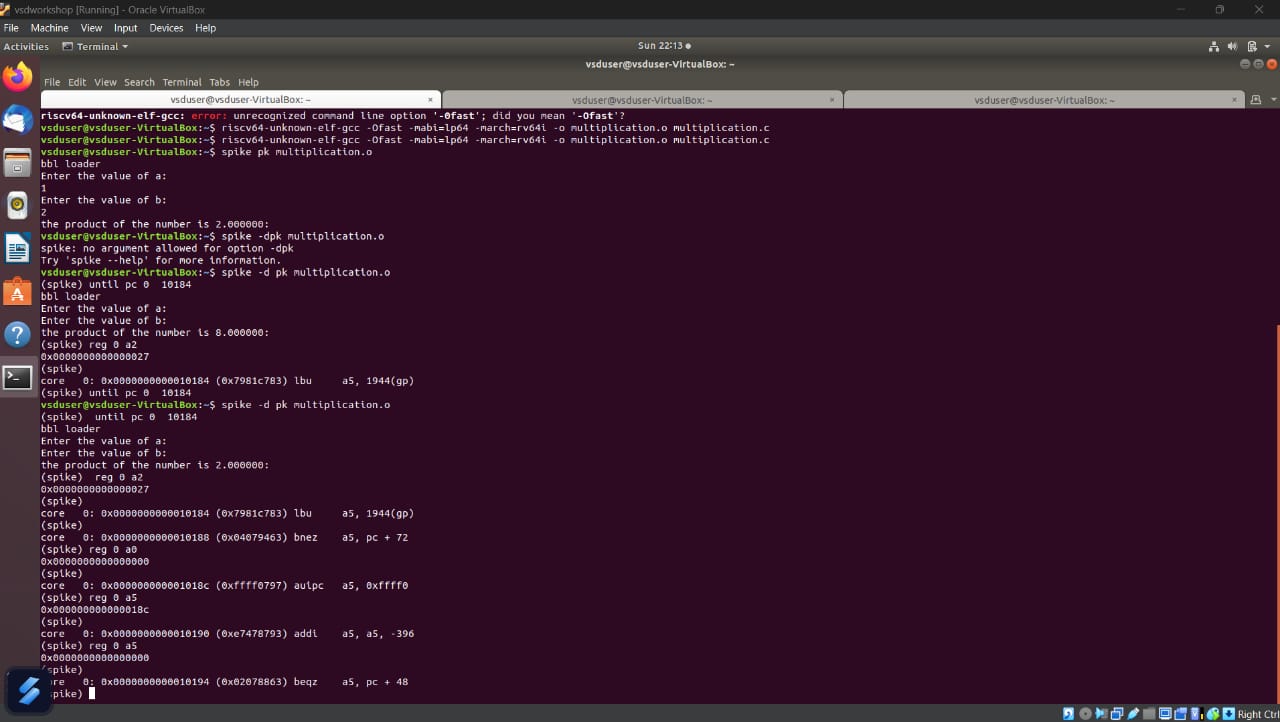 vsdworkshop [Running] - Oracle VirtualBox
File Machine View Input Devices Help
Activities Terminal Sun 22:13
vsduser@vsduser-VirtualBox: ~
File Edit View Search Terminal Tabs Help
vsduser@vsduser-VirtualBox: ~ × vsduser@vsduser-VirtualBox: ~ × vsduser@vsduser-VirtualBox: ~ ×
riscv64-unknown-elf-gcc: error: unrecognized command line option '-0fast'; did you mean '-Ofast'?
vsduser@vsduser-VirtualBox:~$ riscv64-unknown-elf-gcc -Ofast -mabi=lp64 -march=rv64i -o multiplication.o multiplication.c
vsduser@vsduser-VirtualBox:~$ riscv64-unknown-elf-gcc -Ofast -mabi=lp64 -march=rv64i -o multiplication.o multiplication.c
vsduser@vsduser-VirtualBox:~$ spike pk multiplication.o
bbl loader
Enter the value of a:
1
Enter the value of b:
2
the product of the number is 2.000000:
vsduser@vsduser-VirtualBox:~$ spike -dpk multiplication.o
spike: no argument allowed for option -dpk
Try 'spike --help' for more information.
vsduser@vsduser-VirtualBox:~$ spike -d pk multiplication.o
(spike) until pc 0  10184
bbl loader
Enter the value of a:
Enter the value of b:
the product of the number is 8.000000:
(spike) reg 0 a2
0x0000000000000027
(spike)
core   0: 0x0000000000010184 (0x7981c783) lbu     a5, 1944(gp)
(spike) until pc 0  10184
vsduser@vsduser-VirtualBox:~$ spike -d pk multiplication.o
(spike)  until pc 0  10184
bbl loader
Enter the value of a:
Enter the value of b:
the product of the number is 2.000000:
(spike)  reg 0 a2
0x0000000000000027
(spike)
core   0: 0x0000000000010184 (0x7981c783) lbu     a5, 1944(gp)
(spike)
core   0: 0x0000000000010188 (0x04079463) bnez    a5, pc + 72
(spike) reg 0 a0
0x0000000000000000
(spike)
core   0: 0x000000000001018c (0xffff0797) auipc   a5, 0xffff0
(spike) reg 0 a5
0x000000000000018c
(spike)
core   0: 0x0000000000010190 (0xe7478793) addi    a5, a5, -396
(spike) reg 0 a5
0x0000000000000000
(spike)
re   0: 0x0000000000010194 (0x02078863) beqz    a5, pc + 48
spike)
Right Ctrl